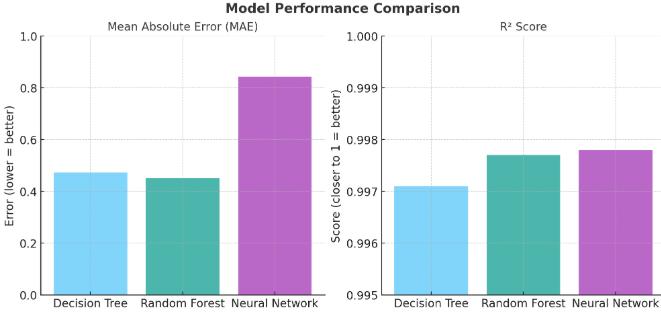 Model Performance Comparison
Mean Absolute Error (MAE)
Error (lower = better)
1.0
0.8
0.6
0.4
0.2
0.0
Decision Tree Random Forest Neural Network
R² Score
Score (closer to 1 = better)
1.000
0.999
0.998
0.997
0.996
0.995
Decision Tree Random Forest Neural Network